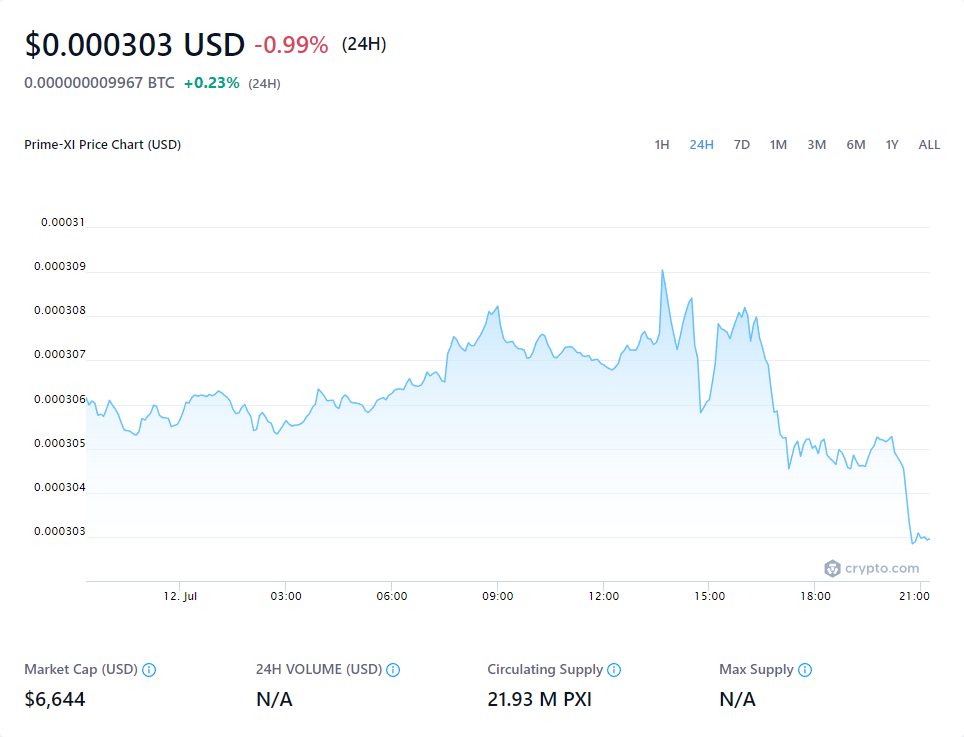 $0.000303 USD -0.99% (24H)
0.000000009967 BTC +0.23% (24H)
Prime-XI Price Chart (USD) 1H 24H 7D 1M 3M 6M 1Y ALL
0.00031
0.000309
0.000308
0.000307
0.000306
0.000305
0.000304
0.000303
crypto.com
12. Jul 03:00 06:00 09:00 12:00 15:00 18:00 21:00
Market Cap (USD) 24H VOLUME (USD) Circulating Supply Max Supply
$6,644 N/A 21.93 M PXI N/A